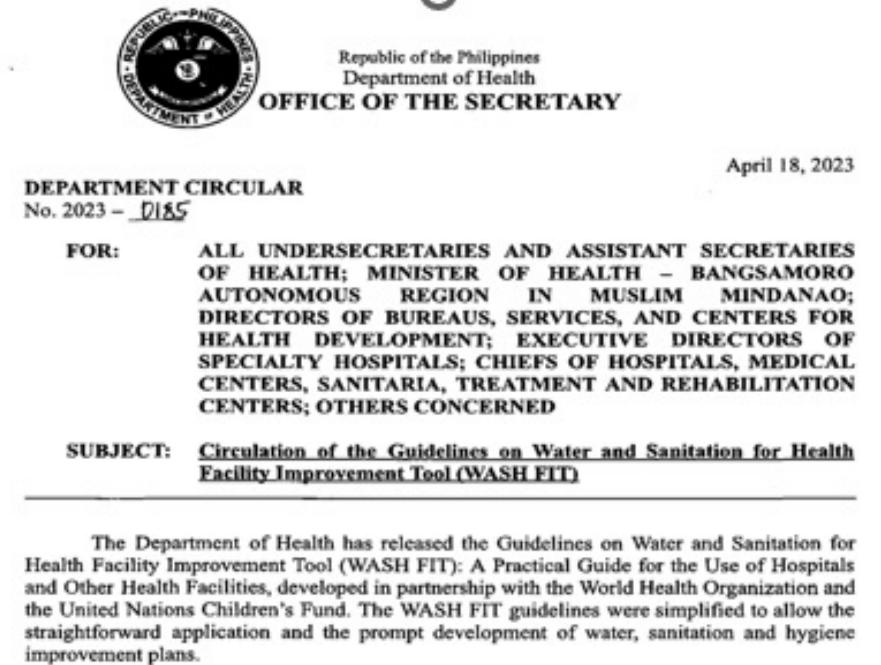 REPUBLIC OF THE PHILIPPINES
DEPARTMENT OF HEALTH
Republic of the Philippines
Department of Health
OFFICE OF THE SECRETARY
April 18, 2023
DEPARTMENT CIRCULAR
No. 2023 – 0185
FOR: ALL UNDERSECRETARIES AND ASSISTANT SECRETARIES
OF HEALTH; MINISTER OF HEALTH – BANGSAMORO
AUTONOMOUS REGION IN MUSLIM MINDANAO;
DIRECTORS OF BUREAUS, SERVICES, AND CENTERS FOR
HEALTH DEVELOPMENT; EXECUTIVE DIRECTORS OF
SPECIALTY HOSPITALS; CHIEFS OF HOSPITALS, MEDICAL
CENTERS, SANITARIA, TREATMENT AND REHABILITATION
CENTERS; OTHERS CONCERNED
SUBJECT: Circulation of the Guidelines on Water and Sanitation for Health
Facility Improvement Tool (WASH FIT)
The Department of Health has released the Guidelines on Water and Sanitation for
Health Facility Improvement Tool (WASH FIT): A Practical Guide for the Use of Hospitals
and Other Health Facilities, developed in partnership with the World Health Organization and
the United Nations Children's Fund. The WASH FIT guidelines were simplified to allow the
straightforward application and the prompt development of water, sanitation and hygiene
improvement plans.